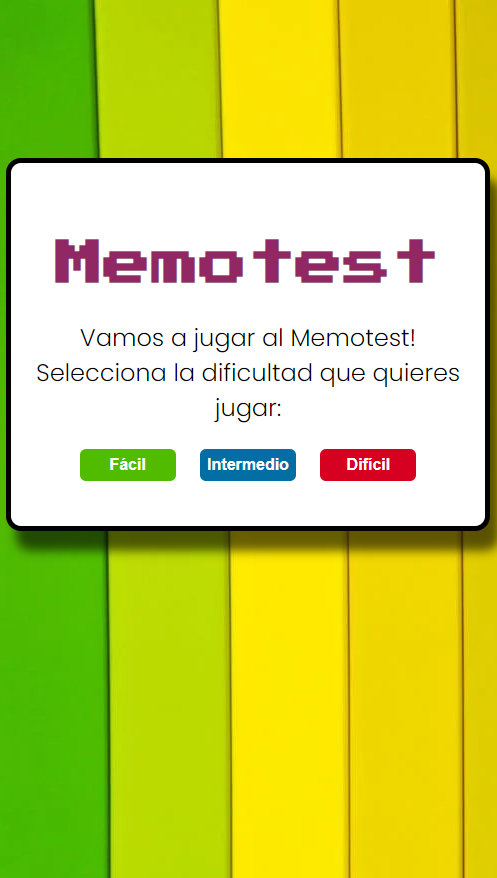 Memotest
Vamos a jugar al Memotest!
Selecciona la dificultad que quieres
jugar:
Fácil
Intermedio
Difícil